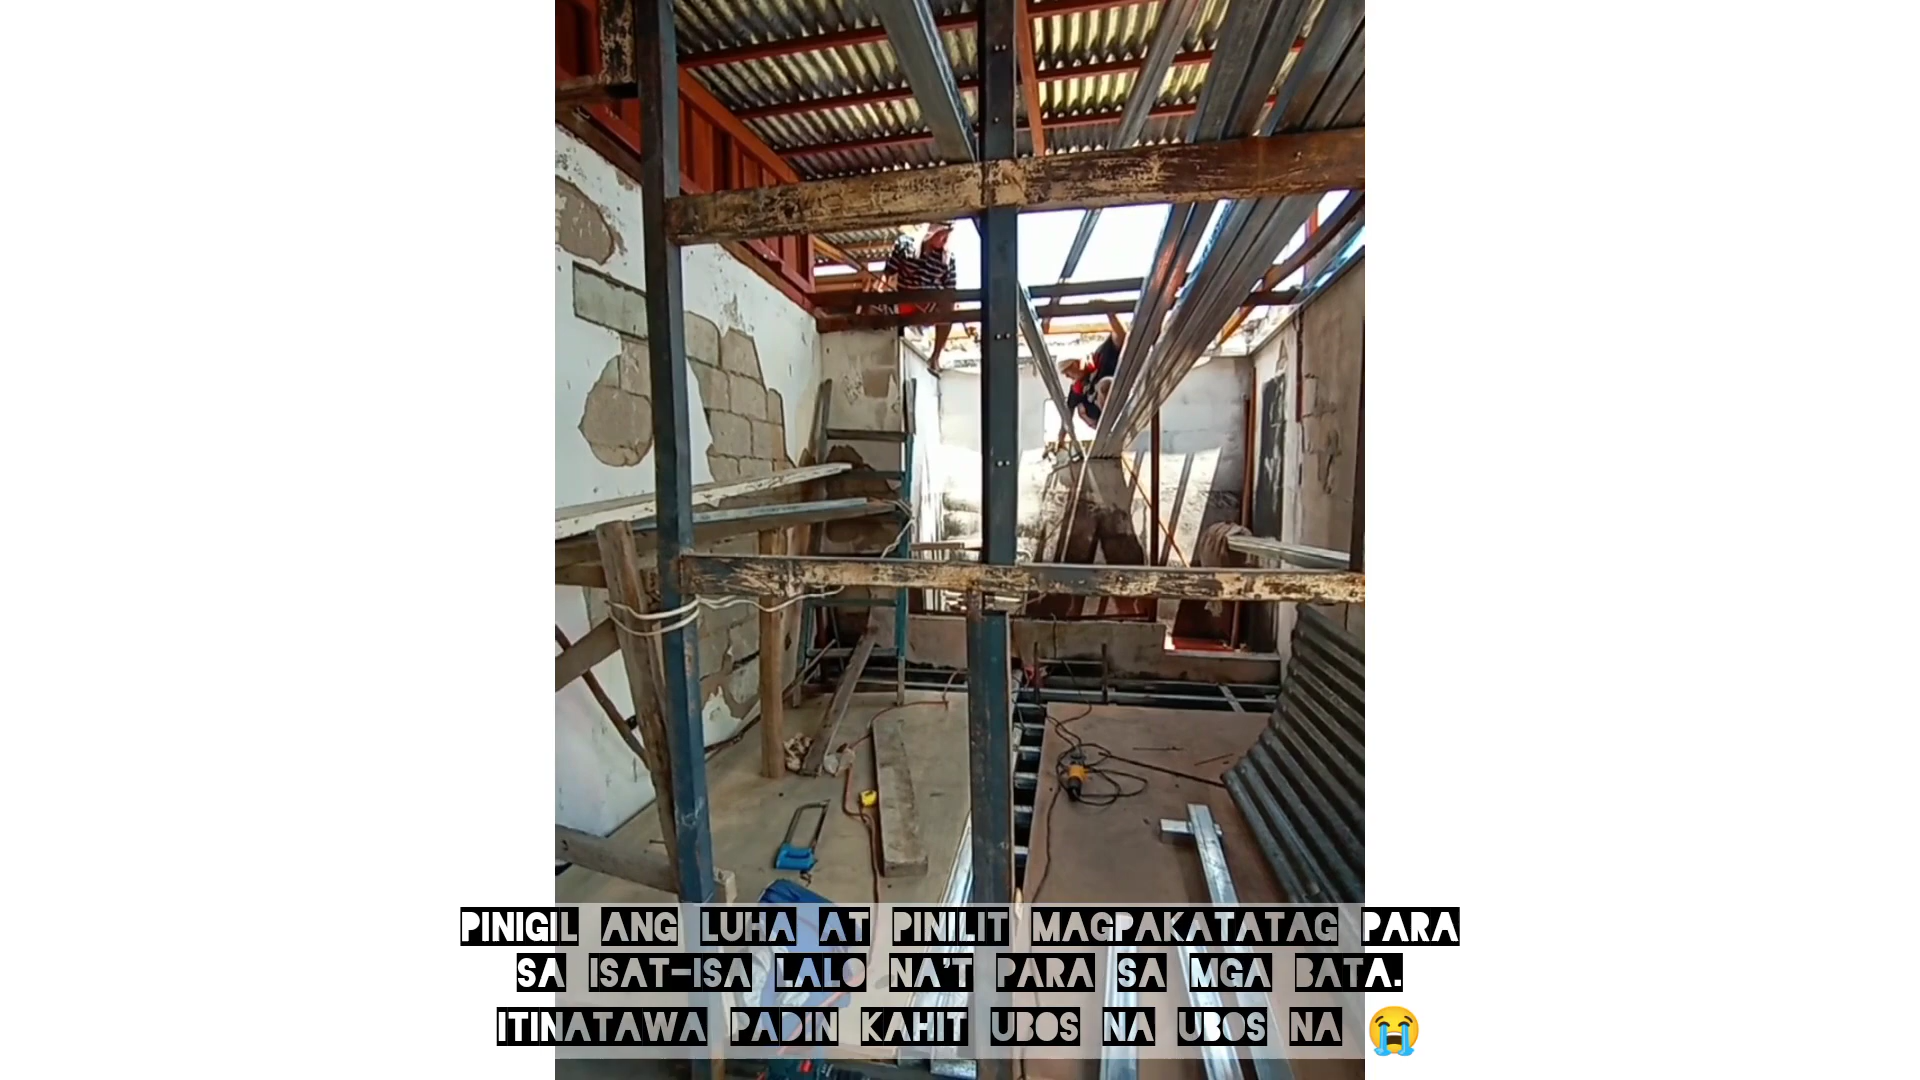 PINIGIL ANG LUHA AT PINILIT MAGPAKATATAG PARA
SA ISAT-ISA LALO NA'T PARA SA MGA BATA.
ITINATAWA PADIN KAHIT UBOS NA UBOS NA 😭